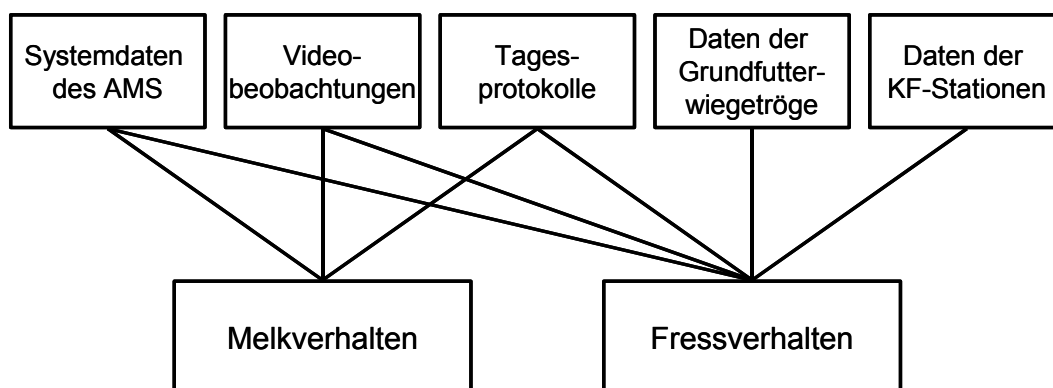 Systemdaten
des AMS
Video-
beobachtungen
Tages-
protokolle
Daten der
Grundfutter-
wiegetröge
Daten der
KF-Stationen
Melkverhalten
Fressverhalten